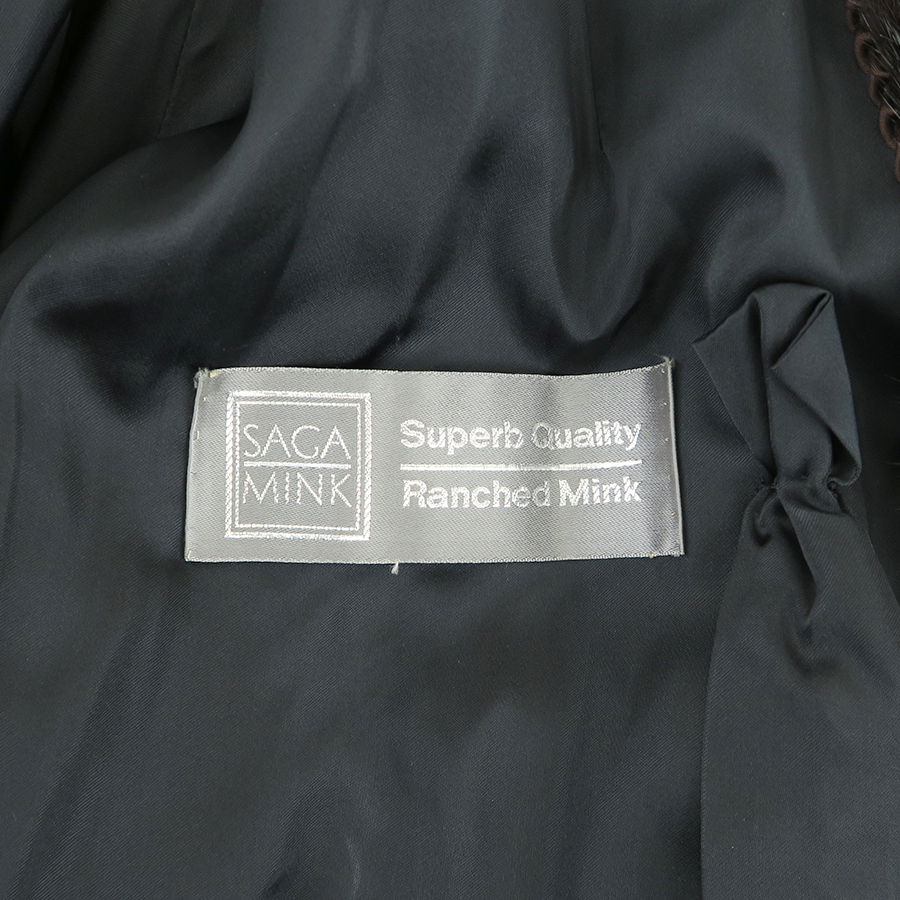 SAGA
MINK
Superb Quality
Ranched Mink